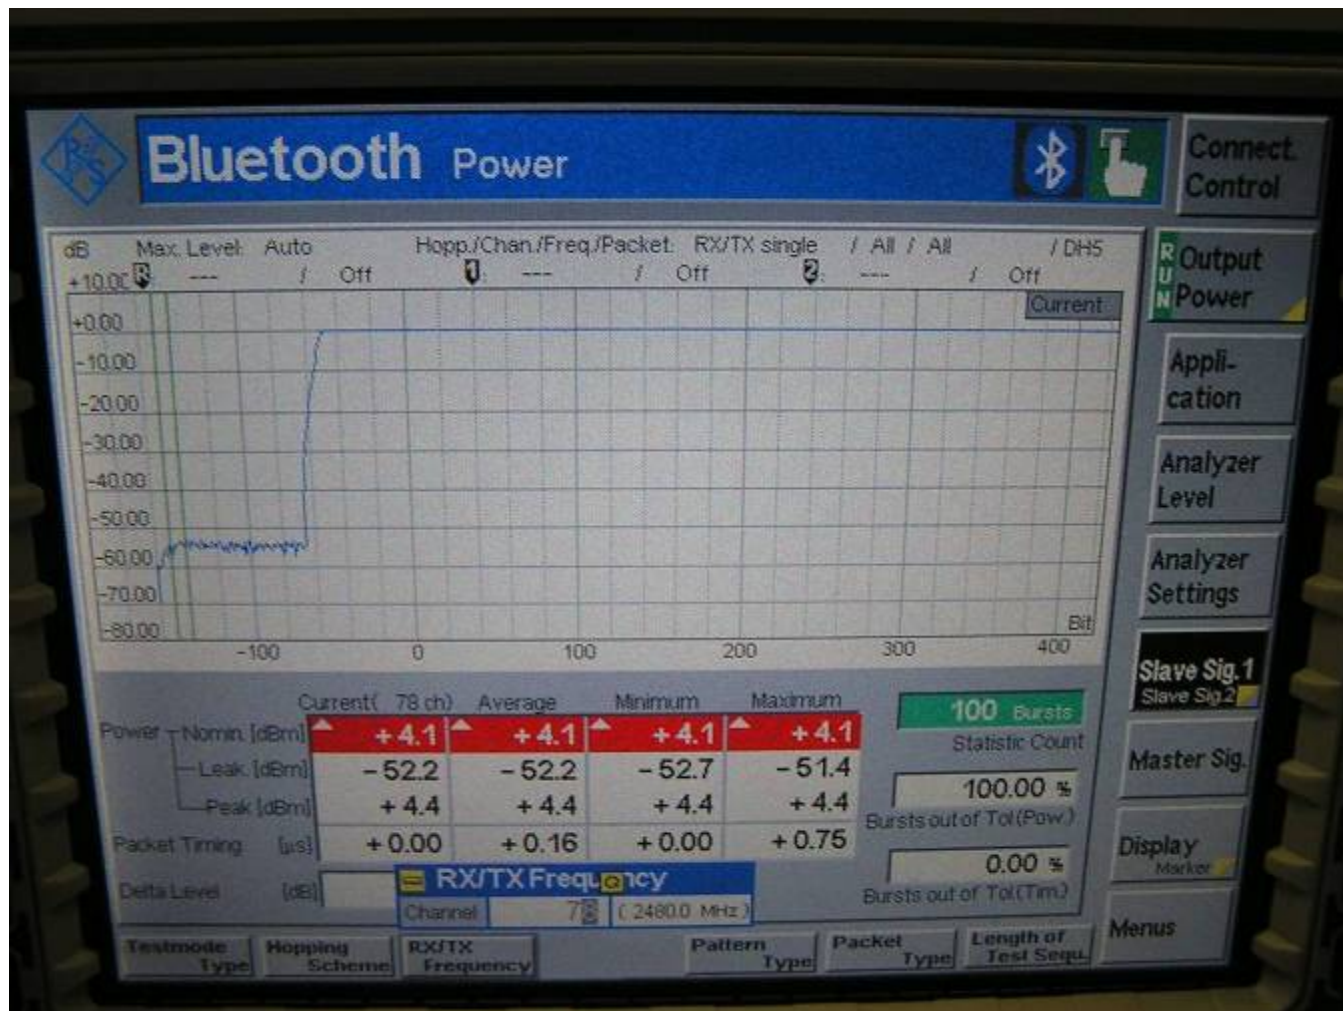 R&S
Bluetooth Power
Connect. Control
dB Max. Level: Auto Hopp./Chan./Freq./Packet: RX/TX single / All / All / DH5
+10.00 R --- / Off 1 --- / Off 2 --- / Off
Current
+0.00
-10.00
-20.00
-30.00
-40.00
-50.00
-60.00
-70.00
-80.00
Bit
-100 0 100 200 300 400
RUN
Output Power
Appli-
cation
Analyzer Level
Analyzer Settings
Slave Sig.1
Slave Sig.2
Master Sig.
Display
Marker
Menus
Current( 78 ch) Average Minimum Maximum
Power Nomin. [dBm] +4.1 +4.1 +4.1 +4.1
Leak. [dBm] -52.2 -52.2 -52.7 -51.4
Peak [dBm] +4.4 +4.4 +4.4 +4.4
Packet Timing [µs] +0.00 +0.16 +0.00 +0.75
Delta Level [dB]
100 Bursts
Statistic Count
100.00 %
Bursts out of Tol(Pow.)
0.00 %
Bursts out of Tol(Tim.)
RX/TX Frequency
Channel 78 ( 2480.0 MHz )
Testmode Type
Hopping Scheme
RX/TX Frequency
Pattern Type
Packet Type
Length of Test Sequ.